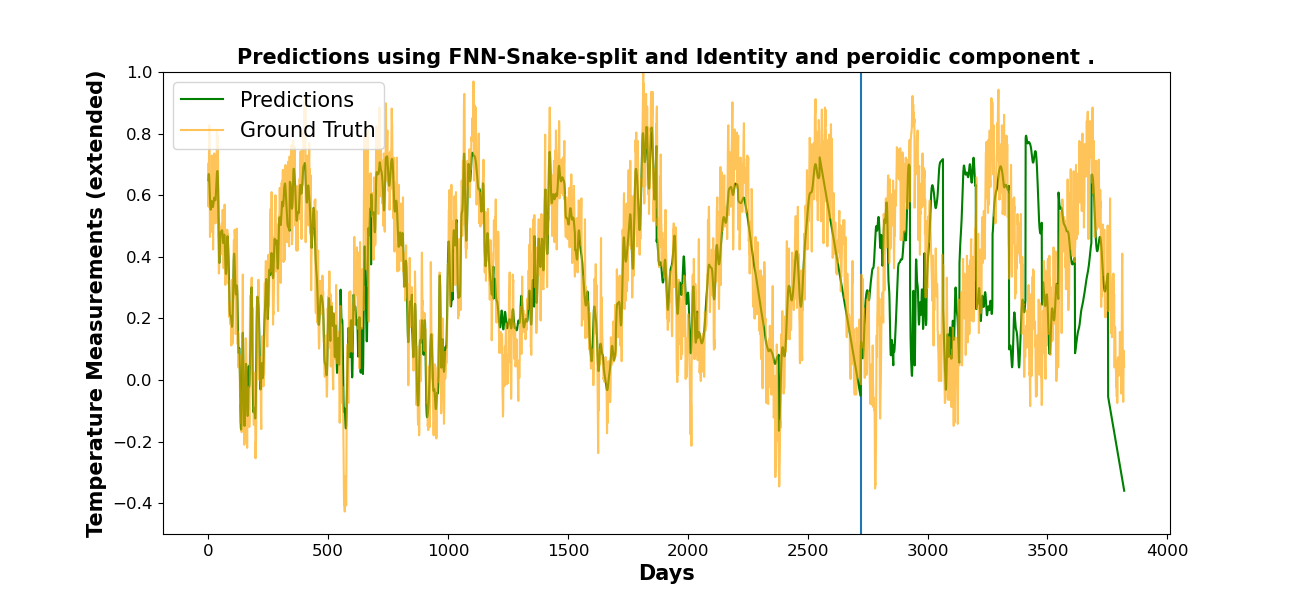 Predictions using FNN-Snake-split and Identity and peroidic component .
Temperature Measurements (extended)
1.0
0.8
0.6
0.4
0.2
0.0
−0.2
−0.4
Predictions
Ground Truth
0 500 1000 1500 2000 2500 3000 3500 4000
Days